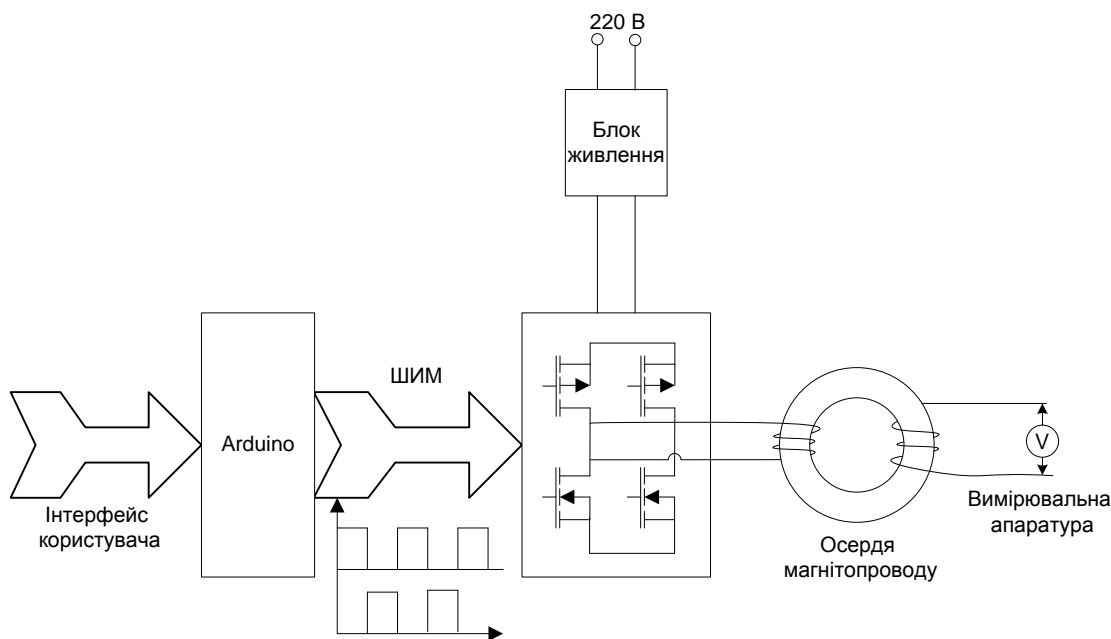 220 В
Блок
живлення
ШИМ
Arduino
Інтерфейс
користувача
V
Вимірювальна
апаратура
Осердя
магнітопроводу